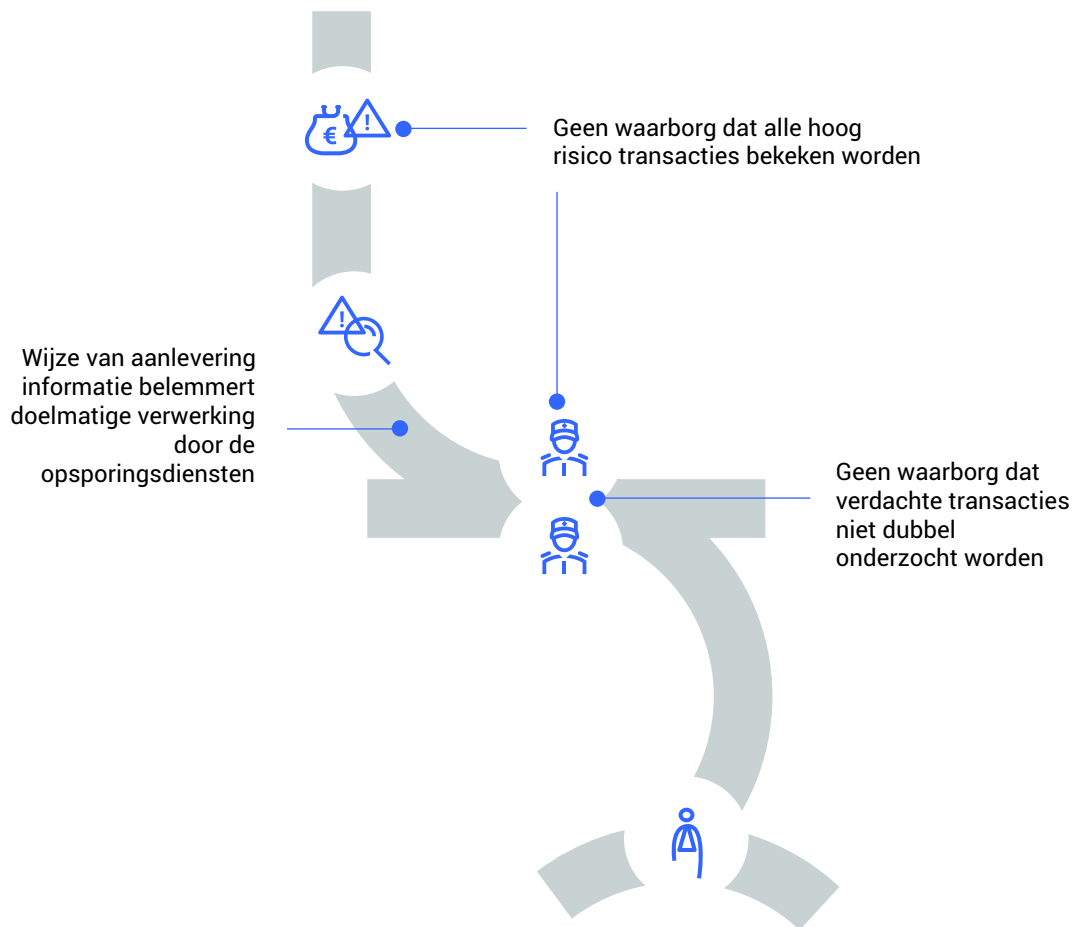 Geen waarborg dat alle hoog
risico transacties bekeken worden
Wijze van aanlevering
informatie belemmert
doelmatige verwerking
door de
opsporingsdiensten
Geen waarborg dat
verdachte transacties
niet dubbel
onderzocht worden